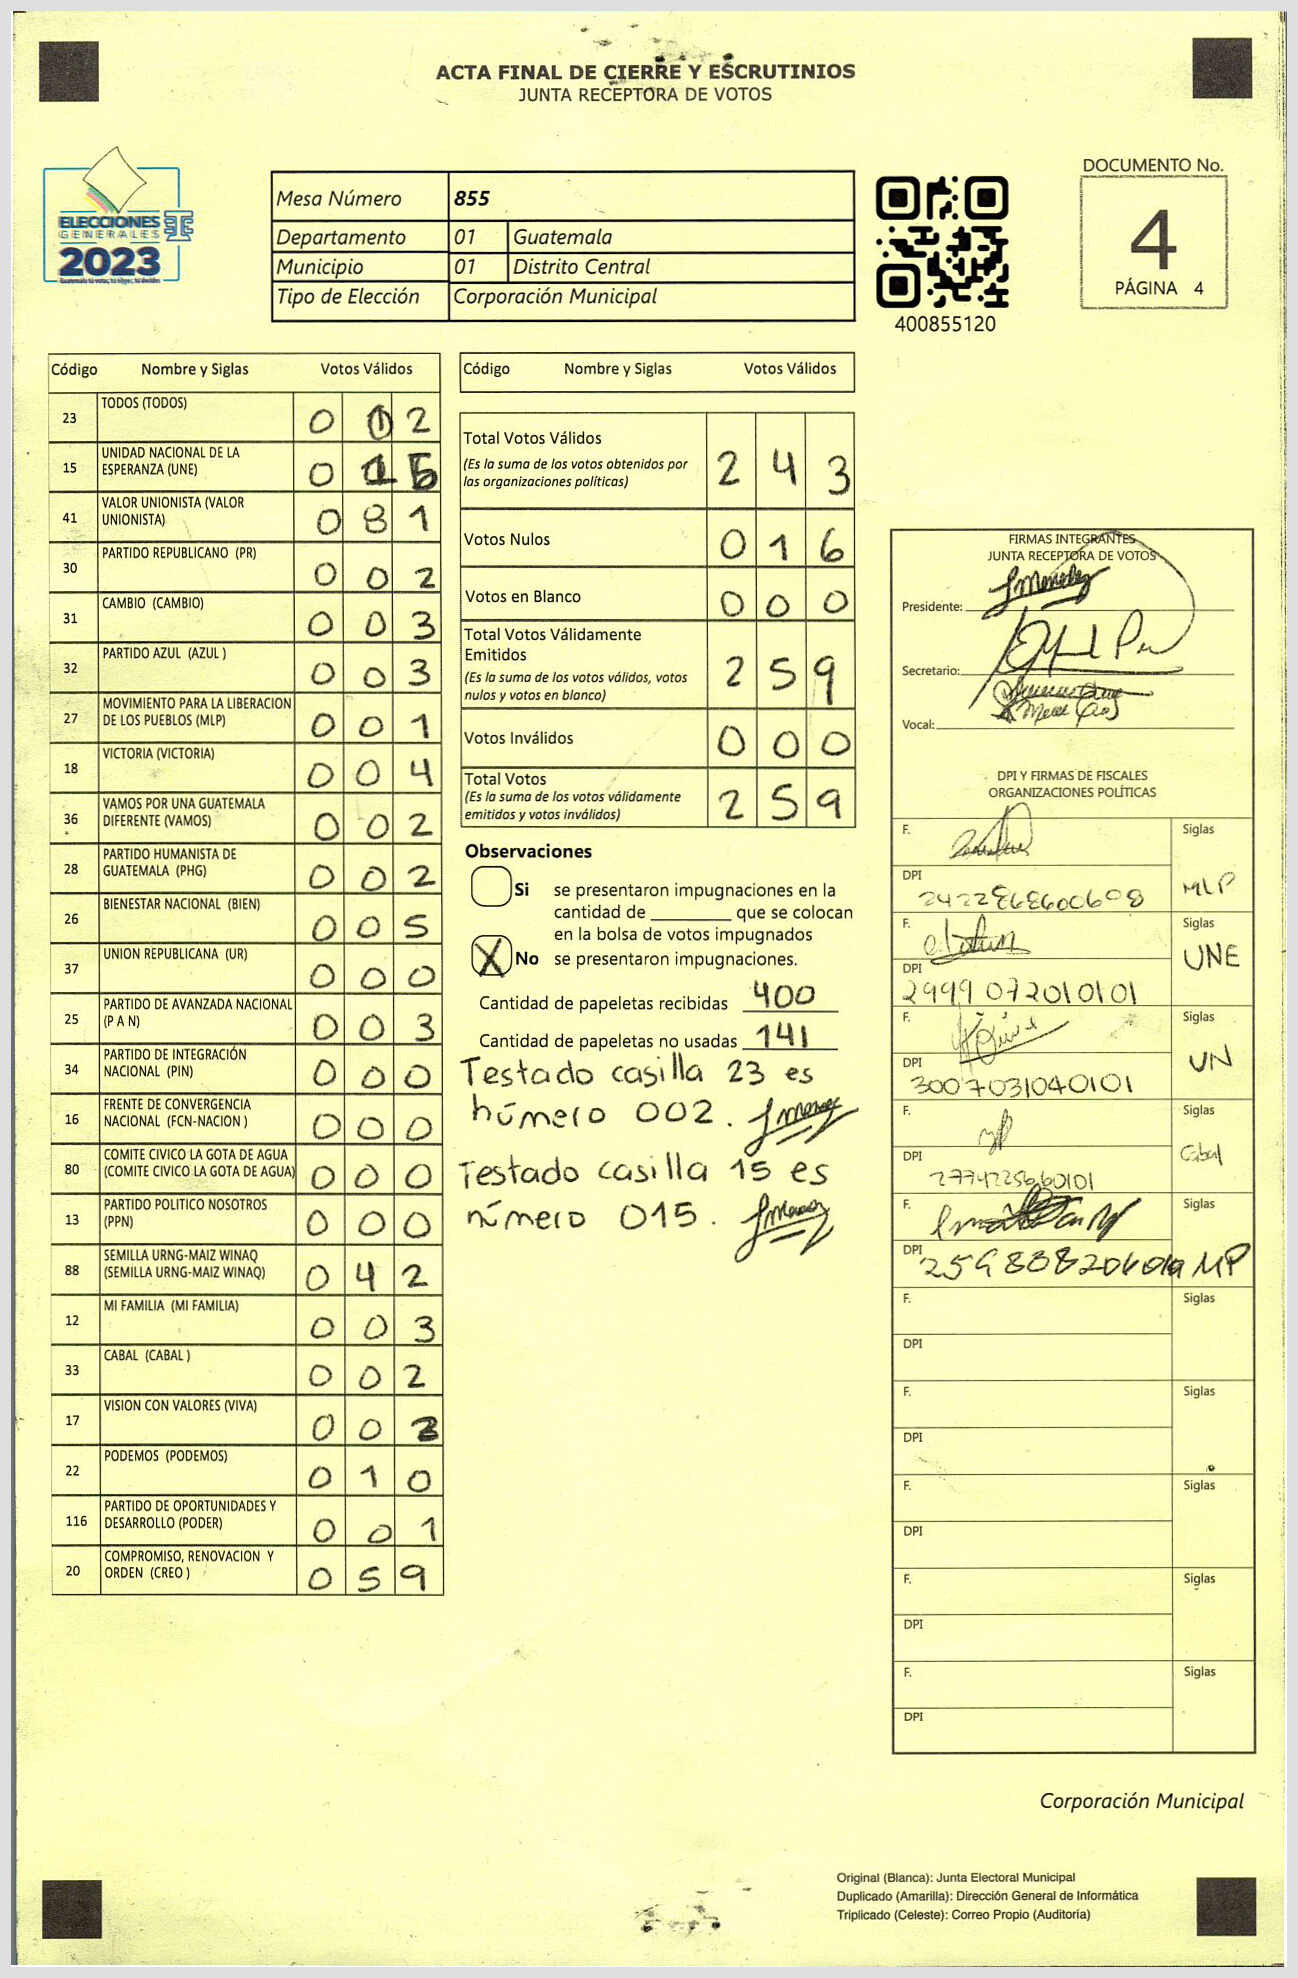 ACTA FINAL DE CIERRE Y ESCRUTINIOS
JUNTA RECEPTORA DE VOTOS
ELECCIONES
GENERALES
2023
Mesa Número 855
Departamento 01 Guatemala
Municipio 01 Distrito Central
Tipo de Elección Corporación Municipal
400855120
DOCUMENTO No.
4
PÁGINA 4
Código Nombre y Siglas Votos Válidos
23 TODOS (TODOS) 0 0 2
15 UNIDAD NACIONAL DE LA
ESPERANZA (UNE) 0 1 5
41 VALOR UNIONISTA (VALOR
UNIONISTA) 0 8 1
30 PARTIDO REPUBLICANO (PR) 0 0 2
31 CAMBIO (CAMBIO) 0 0 3
32 PARTIDO AZUL (AZUL ) 0 0 3
27 MOVIMIENTO PARA LA LIBERACION
DE LOS PUEBLOS (MLP) 0 0 1
18 VICTORIA (VICTORIA) 0 0 4
36 VAMOS POR UNA GUATEMALA
DIFERENTE (VAMOS) 0 0 2
28 PARTIDO HUMANISTA DE
GUATEMALA (PHG) 0 0 2
26 BIENESTAR NACIONAL (BIEN) 0 0 5
37 UNION REPUBLICANA (UR) 0 0 0
25 PARTIDO DE AVANZADA NACIONAL
(P A N) 0 0 3
34 PARTIDO DE INTEGRACIÓN
NACIONAL (PIN) 0 0 0
16 FRENTE DE CONVERGENCIA
NACIONAL (FCN-NACION ) 0 0 0
80 COMITE CIVICO LA GOTA DE AGUA
(COMITE CIVICO LA GOTA DE AGUA) 0 0 0
13 PARTIDO POLITICO NOSOTROS
(PPN) 0 0 0
88 SEMILLA URNG-MAIZ WINAQ
(SEMILLA URNG-MAIZ WINAQ) 0 4 2
12 MI FAMILIA (MI FAMILIA) 0 0 3
33 CABAL (CABAL ) 0 0 2
17 VISION CON VALORES (VIVA) 0 0
22 PODEMOS (PODEMOS) 0 1 0
116 PARTIDO DE OPORTUNIDADES Y
DESARROLLO (PODER) 0 0 1
20 COMPROMISO, RENOVACION Y
ORDEN (CREO ) 0 5 9
Código Nombre y Siglas Votos Válidos
Total Votos Válidos
(Es la suma de los votos obtenidos por
las organizaciones políticas) 2 4 3
Votos Nulos 0 1 6
Votos en Blanco 0 0 0
Total Votos Válidamente
Emitidos
(Es la suma de los votos válidos, votos
nulos y votos en blanco) 2 5 9
Votos Inválidos 0 0 0
Total Votos
(Es la suma de los votos válidamente
emitidos y votos inválidos) 2 5 9
Observaciones
Si se presentaron impugnaciones en la
cantidad de ________ que se colocan
en la bolsa de votos impugnados
X No se presentaron impugnaciones.
Cantidad de papeletas recibidas 400
Cantidad de papeletas no usadas 141
Testado casilla 23 es
número 002.
Testado casilla 15 es
número 015.
FIRMAS INTEGRANTES
JUNTA RECEPTORA DE VOTOS
Presidente:
Secretario:
Vocal:
DPI Y FIRMAS DE FISCALES
ORGANIZACIONES POLÍTICAS
F. Siglas
DPI MLP
F. Siglas
UNE
DPI 2999 07201 0101
F. Siglas
UN
DPI 300703104 0101
F. Siglas
Cabal
DPI
F. Siglas
DPI MP
F. Siglas
DPI
F. Siglas
DPI
F. Siglas
DPI
F. Siglas
DPI
F. Siglas
DPI
Corporación Municipal
Original (Blanca): Junta Electoral Municipal
Duplicado (Amarilla): Dirección General de Informática
Triplicado (Celeste): Correo Propio (Auditoría)